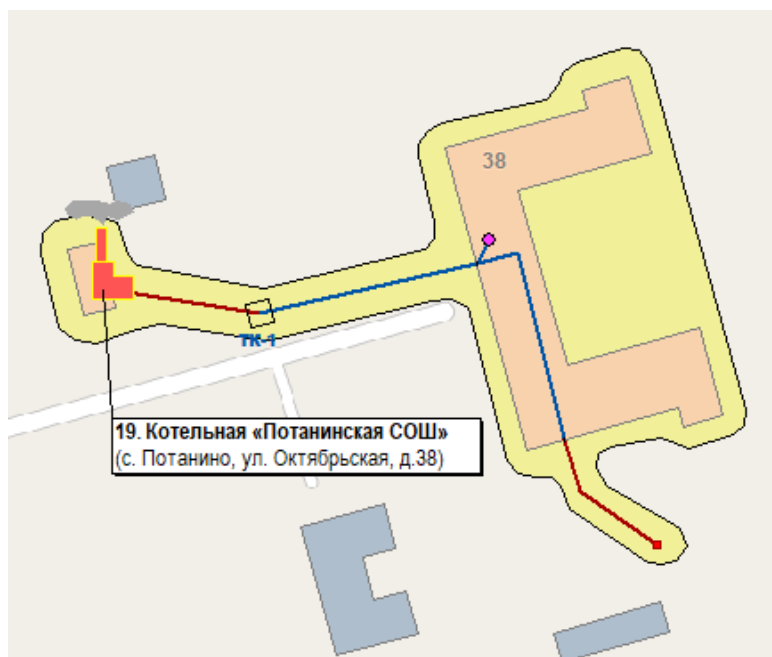 38
ТК-1
19. Котельная «Потанинская СОШ»
(с. Потанино, ул. Октябрьская, д.38)